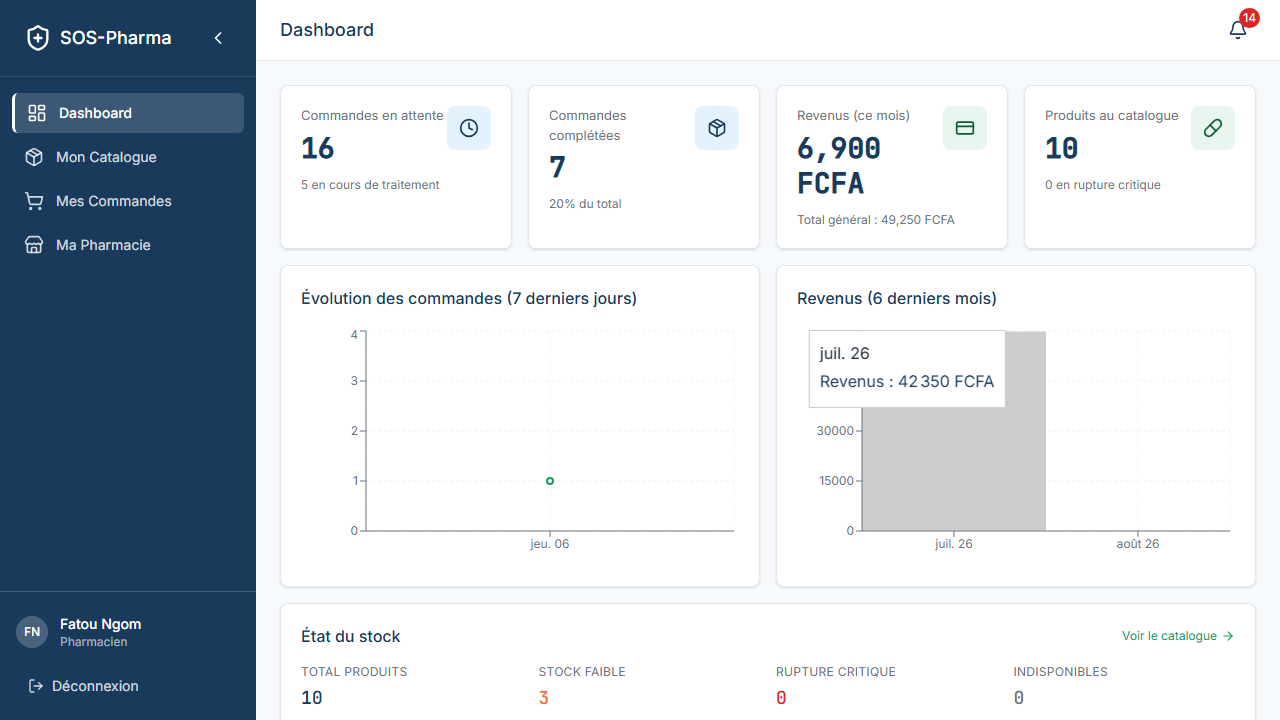 SOS-Pharma
Dashboard
Mon Catalogue
Mes Commandes
Ma Pharmacie
FN
Fatou Ngom
Pharmacien
Déconnexion
Dashboard
14
Commandes en attente
16
5 en cours de traitement
Commandes
complétées
7
20% du total
Revenus (ce mois)
6,900
FCFA
Total général : 49,250 FCFA
Produits au catalogue
10
0 en rupture critique
Évolution des commandes (7 derniers jours)
4
3
2
1
0
jeu. 06
Revenus (6 derniers mois)
juil. 26
Revenus : 42 350 FCFA
30000
15000
0
juil. 26
août 26
État du stock
Voir le catalogue →
TOTAL PRODUITS
10
STOCK FAIBLE
3
RUPTURE CRITIQUE
0
INDISPONIBLES
0